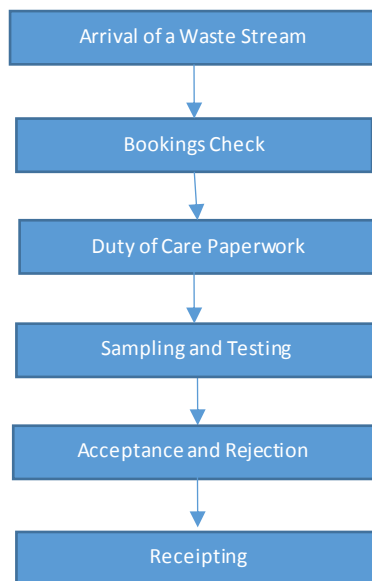 Arrival of a Waste Stream
Bookings Check
Duty of Care Paperwork
Sampling and Testing
Acceptance and Rejection
Receipting